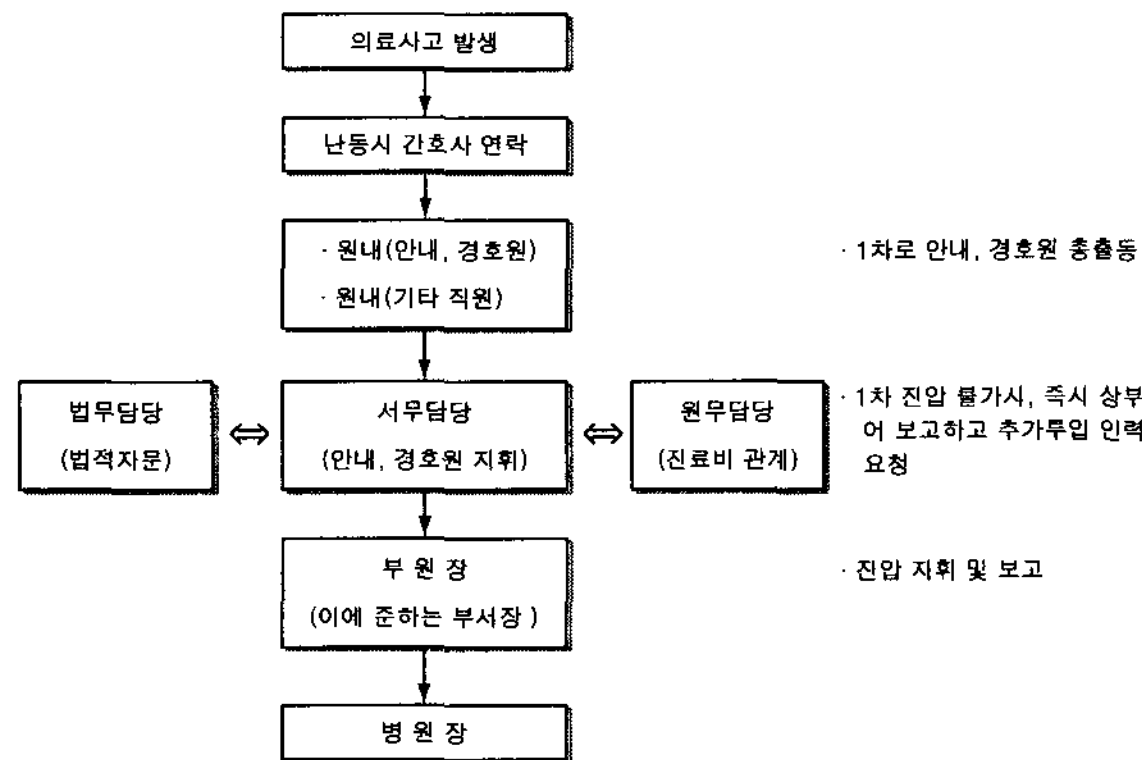 의료사고 발생
난동시 간호사 연락
· 원내(안내, 경호원)
· 원내(기타 직원)
· 1차로 안내, 경호원 총출동
법무담당
(법적자문)
서무담당
(안내, 경호원 지휘)
원무담당
(진료비 관계)
· 1차 진압 불가시, 즉시 상부
어 보고하고 추가투입 인력
요청
부 원 장
(이에 준하는 부서장 )
· 진압 지휘 및 보고
병 원 장